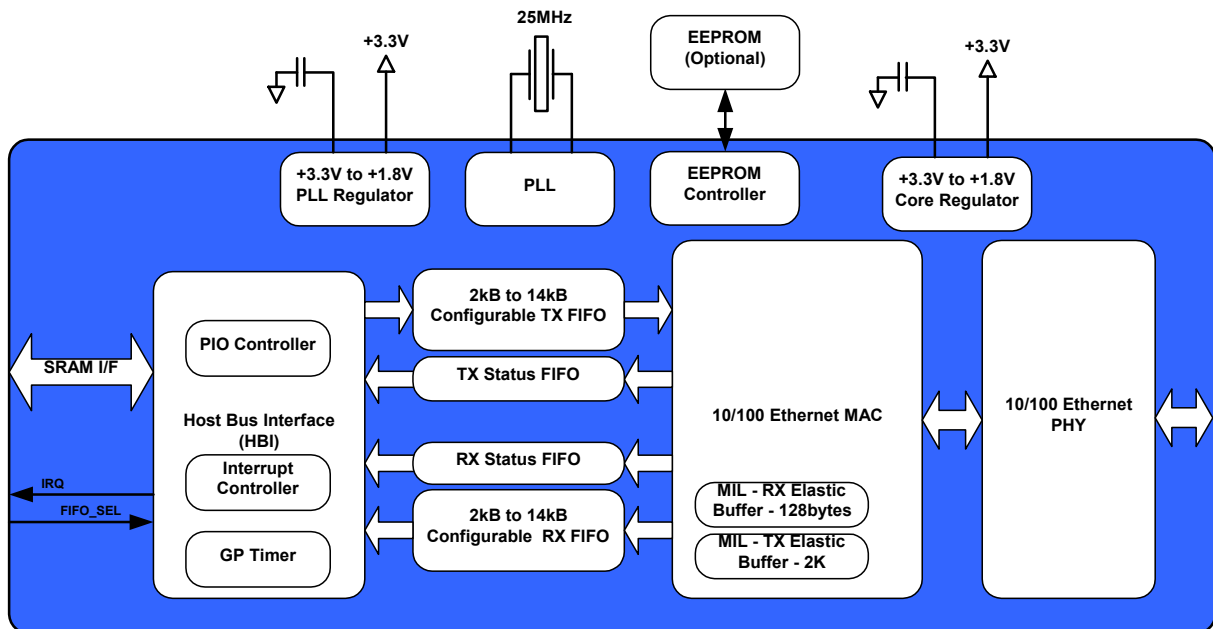 25MHz
+3.3V
EEPROM
(Optional)
+3.3V
+3.3V to +1.8V
PLL Regulator
PLL
EEPROM
Controller
+3.3V to +1.8V
Core Regulator
2kB to 14kB
Configurable TX FIFO
PIO Controller
SRAM I/F
TX Status FIFO
Host Bus Interface
(HBI)
10/100 Ethernet MAC
10/100 Ethernet
PHY
RX Status FIFO
Interrupt
Controller
IRQ
FIFO_SEL
MIL - RX Elastic
Buffer - 128bytes
2kB to 14kB
Configurable RX FIFO
MIL - TX Elastic
Buffer - 2K
GP Timer